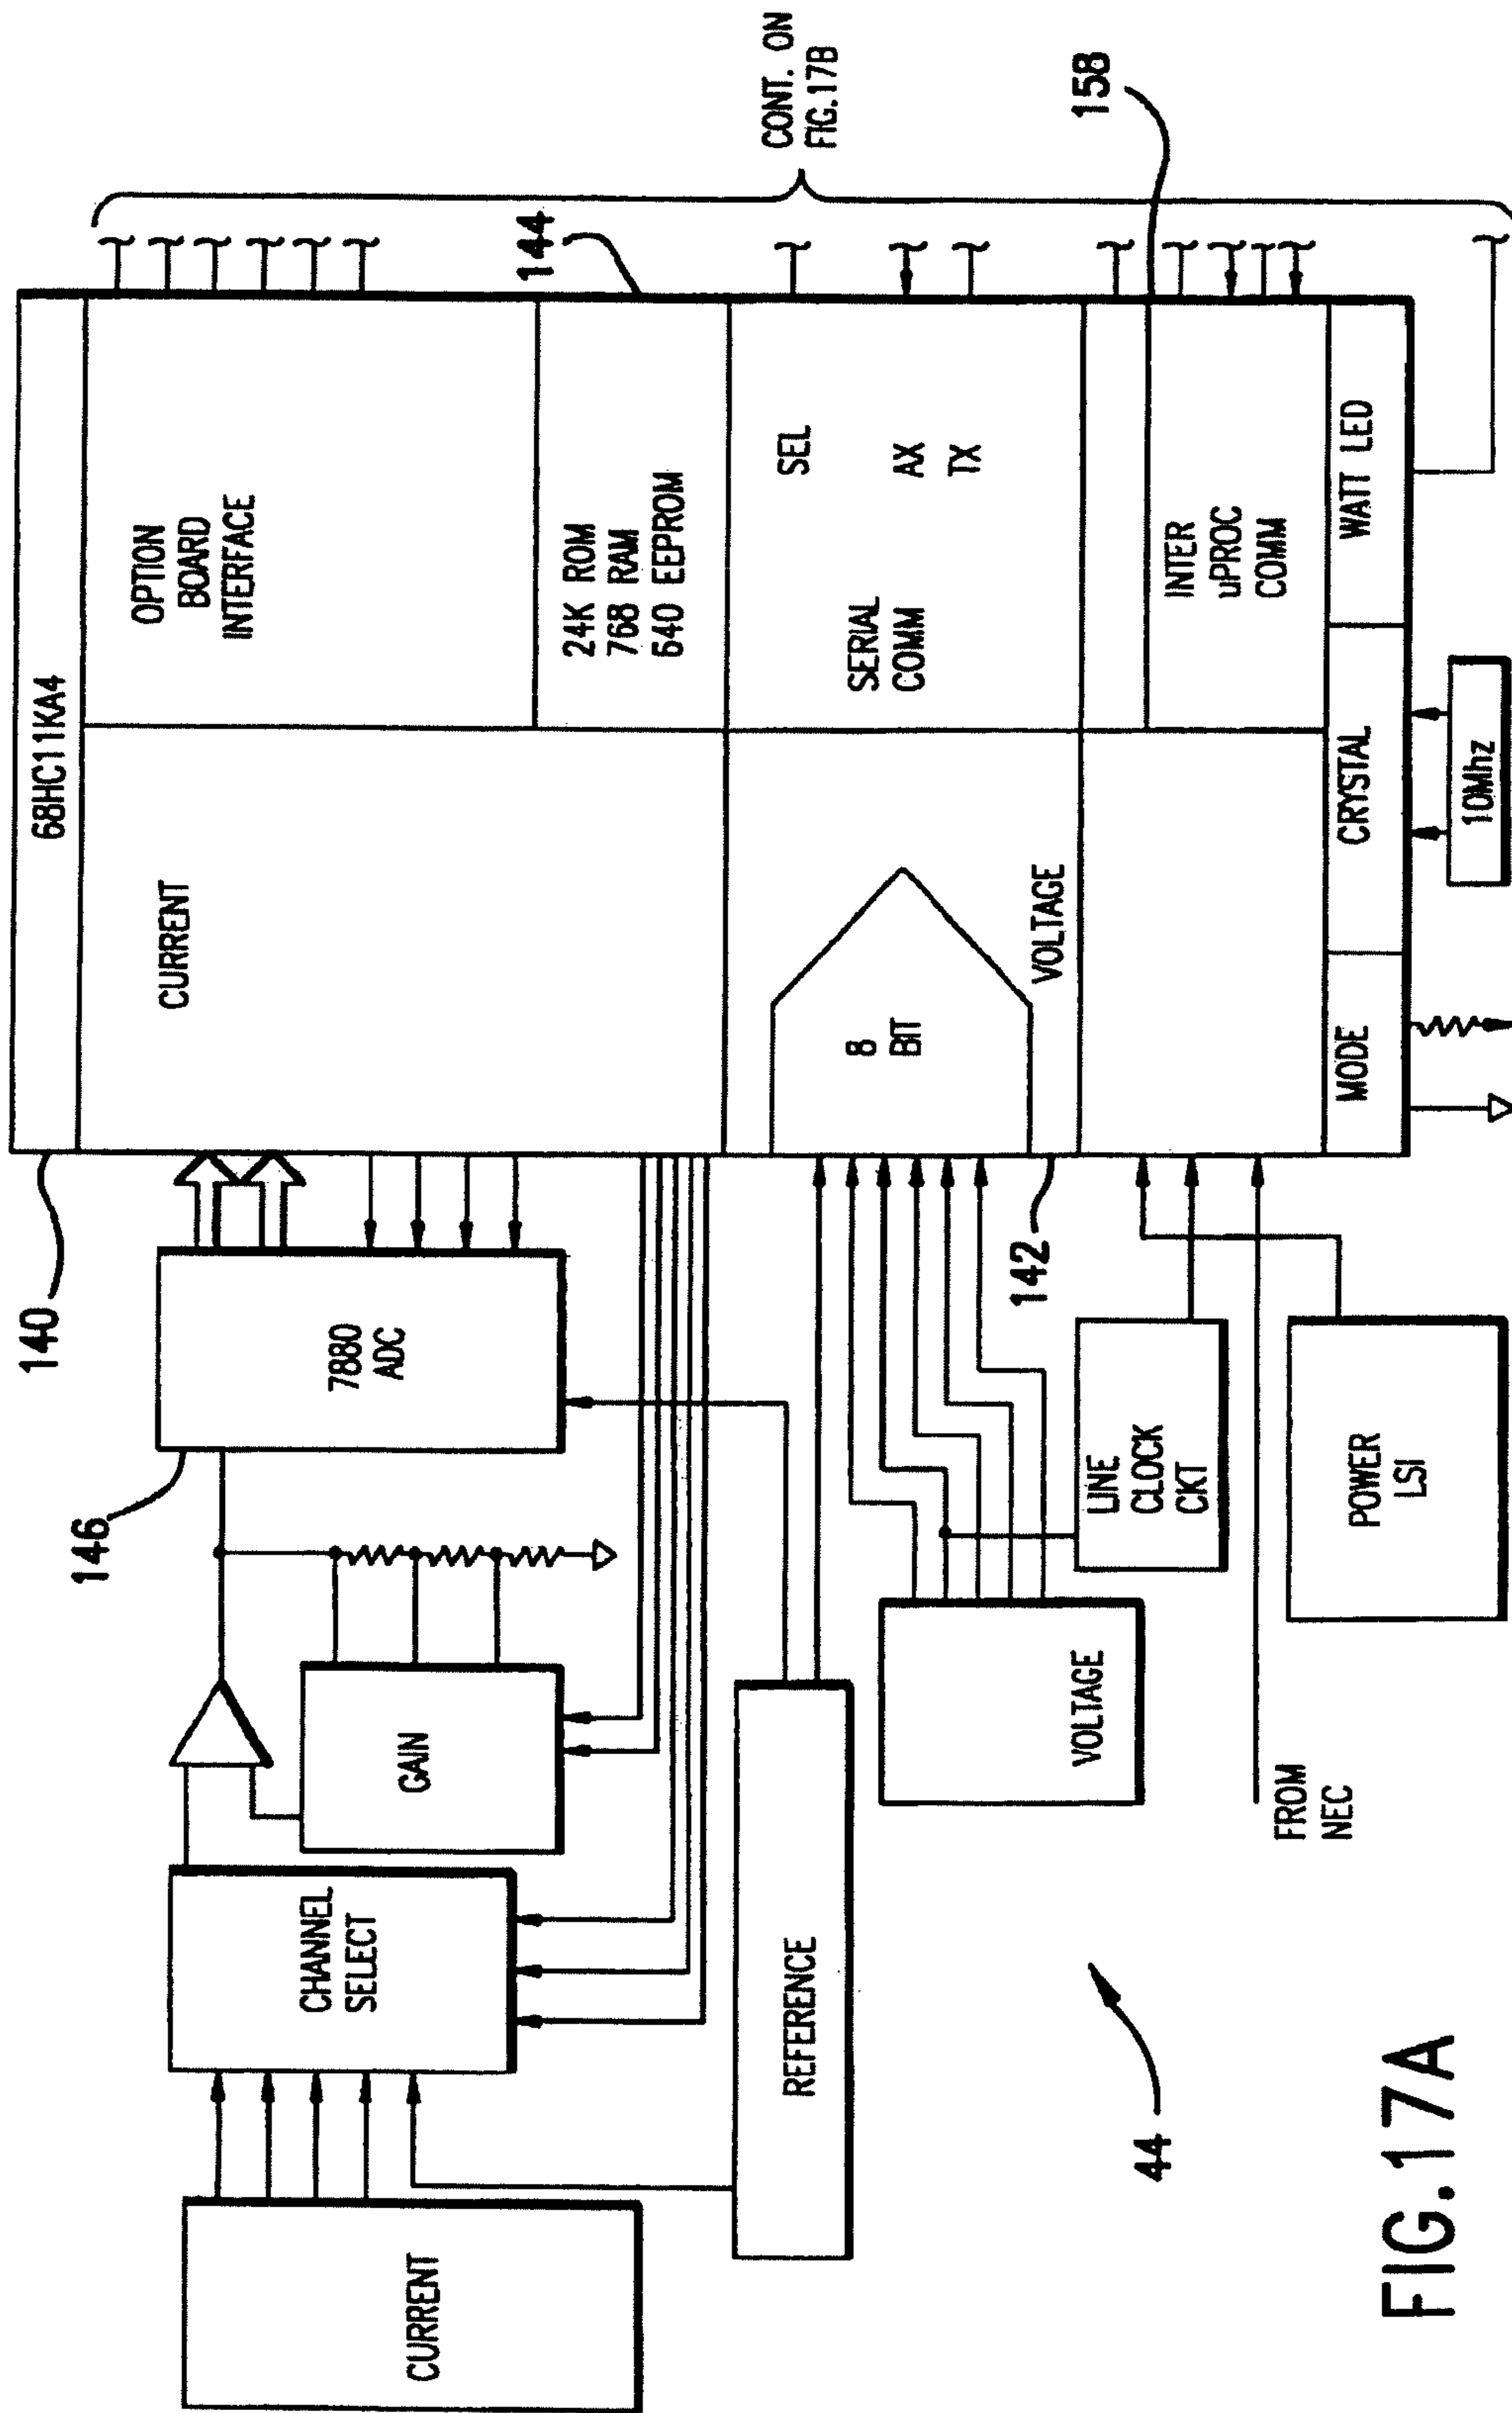 68HC11KA4
140
CURRENT
OPTION
BOARD
INTERFACE
144
24K ROM
768 RAM
640 EEPROM
7880
ADC
146
CHANNEL
SELECT
GAIN
CURRENT
REFERENCE
8
BIT
VOLTAGE
142
SERIAL
COMM
SEL
AX
TX
CONT. ON
FIG.17B
158
INTER
uPROC
COMM
VOLTAGE
LINE
CLOCK
CKT
FROM
NEC
POWER
LSI
MODE
CRYSTAL
WATT LED
10Mhz
44
FIG.17A